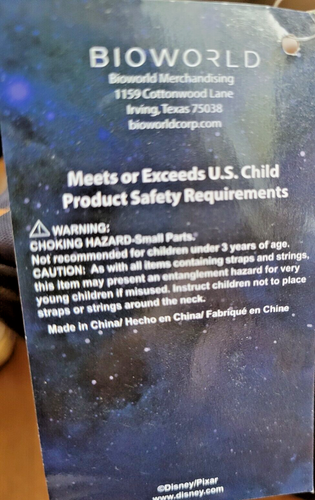 BIOWORLD
Bioworld Merchandising
1159 Cottonwood Lane
Irving, Texas 75038
bioworldcorp.com
Meets or Exceeds U.S. Child
Product Safety Requirements
WARNING:
CHOKING HAZARD-Small Parts.
Not recommended for children under 3 years of age.
CAUTION: As with all items containing straps and strings,
this item may present an entanglement hazard for very
young children if misused. Instruct children not to place
straps or strings around the neck.
Made in China/ Hecho en China/ Fabriqué en Chine
©Disney/Pixar
www.disney.com